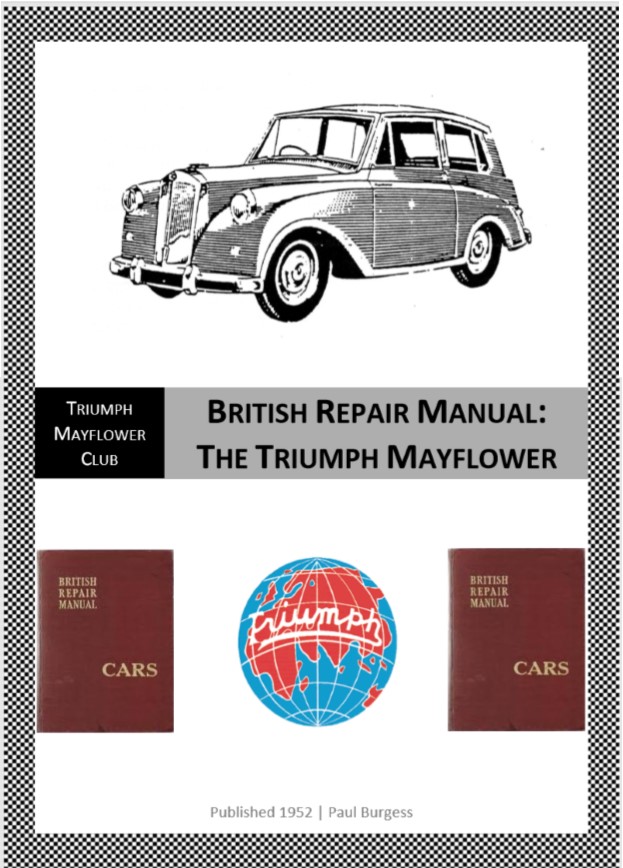 TRIUMPH
MAYFLOWER
CLUB
BRITISH REPAIR MANUAL:
THE TRIUMPH MAYFLOWER
BRITISH
REPAIR
MANUAL
CARS
Triumph
BRITISH
REPAIR
MANUAL
CARS
Published 1952 | Paul Burgess